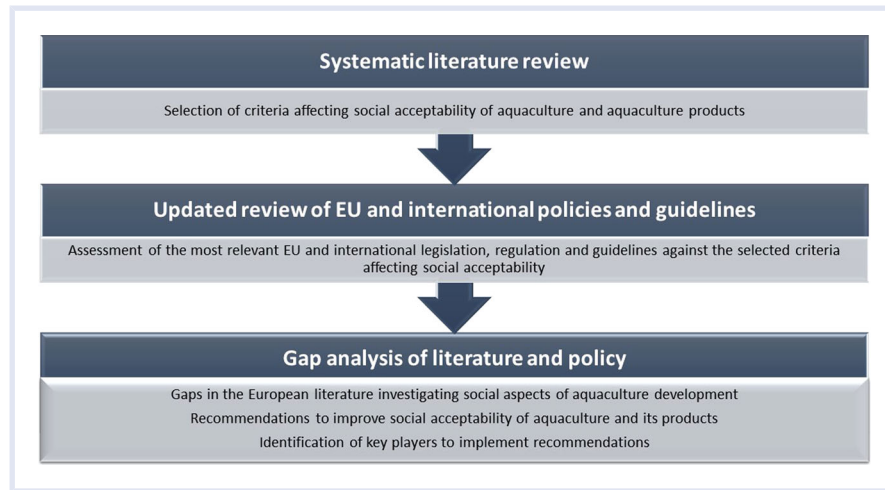 Systematic literature review
Selection of criteria affecting social acceptability of aquaculture and aquaculture products
Updated review of EU and international policies and guidelines
Assessment of the most relevant EU and international legislation, regulation and guidelines against the selected criteria
affecting social acceptability
Gap analysis of literature and policy
Gaps in the European literature investigating social aspects of aquaculture development
Recommendations to improve social acceptability of aquaculture and its products
Identification of key players to implement recommendations